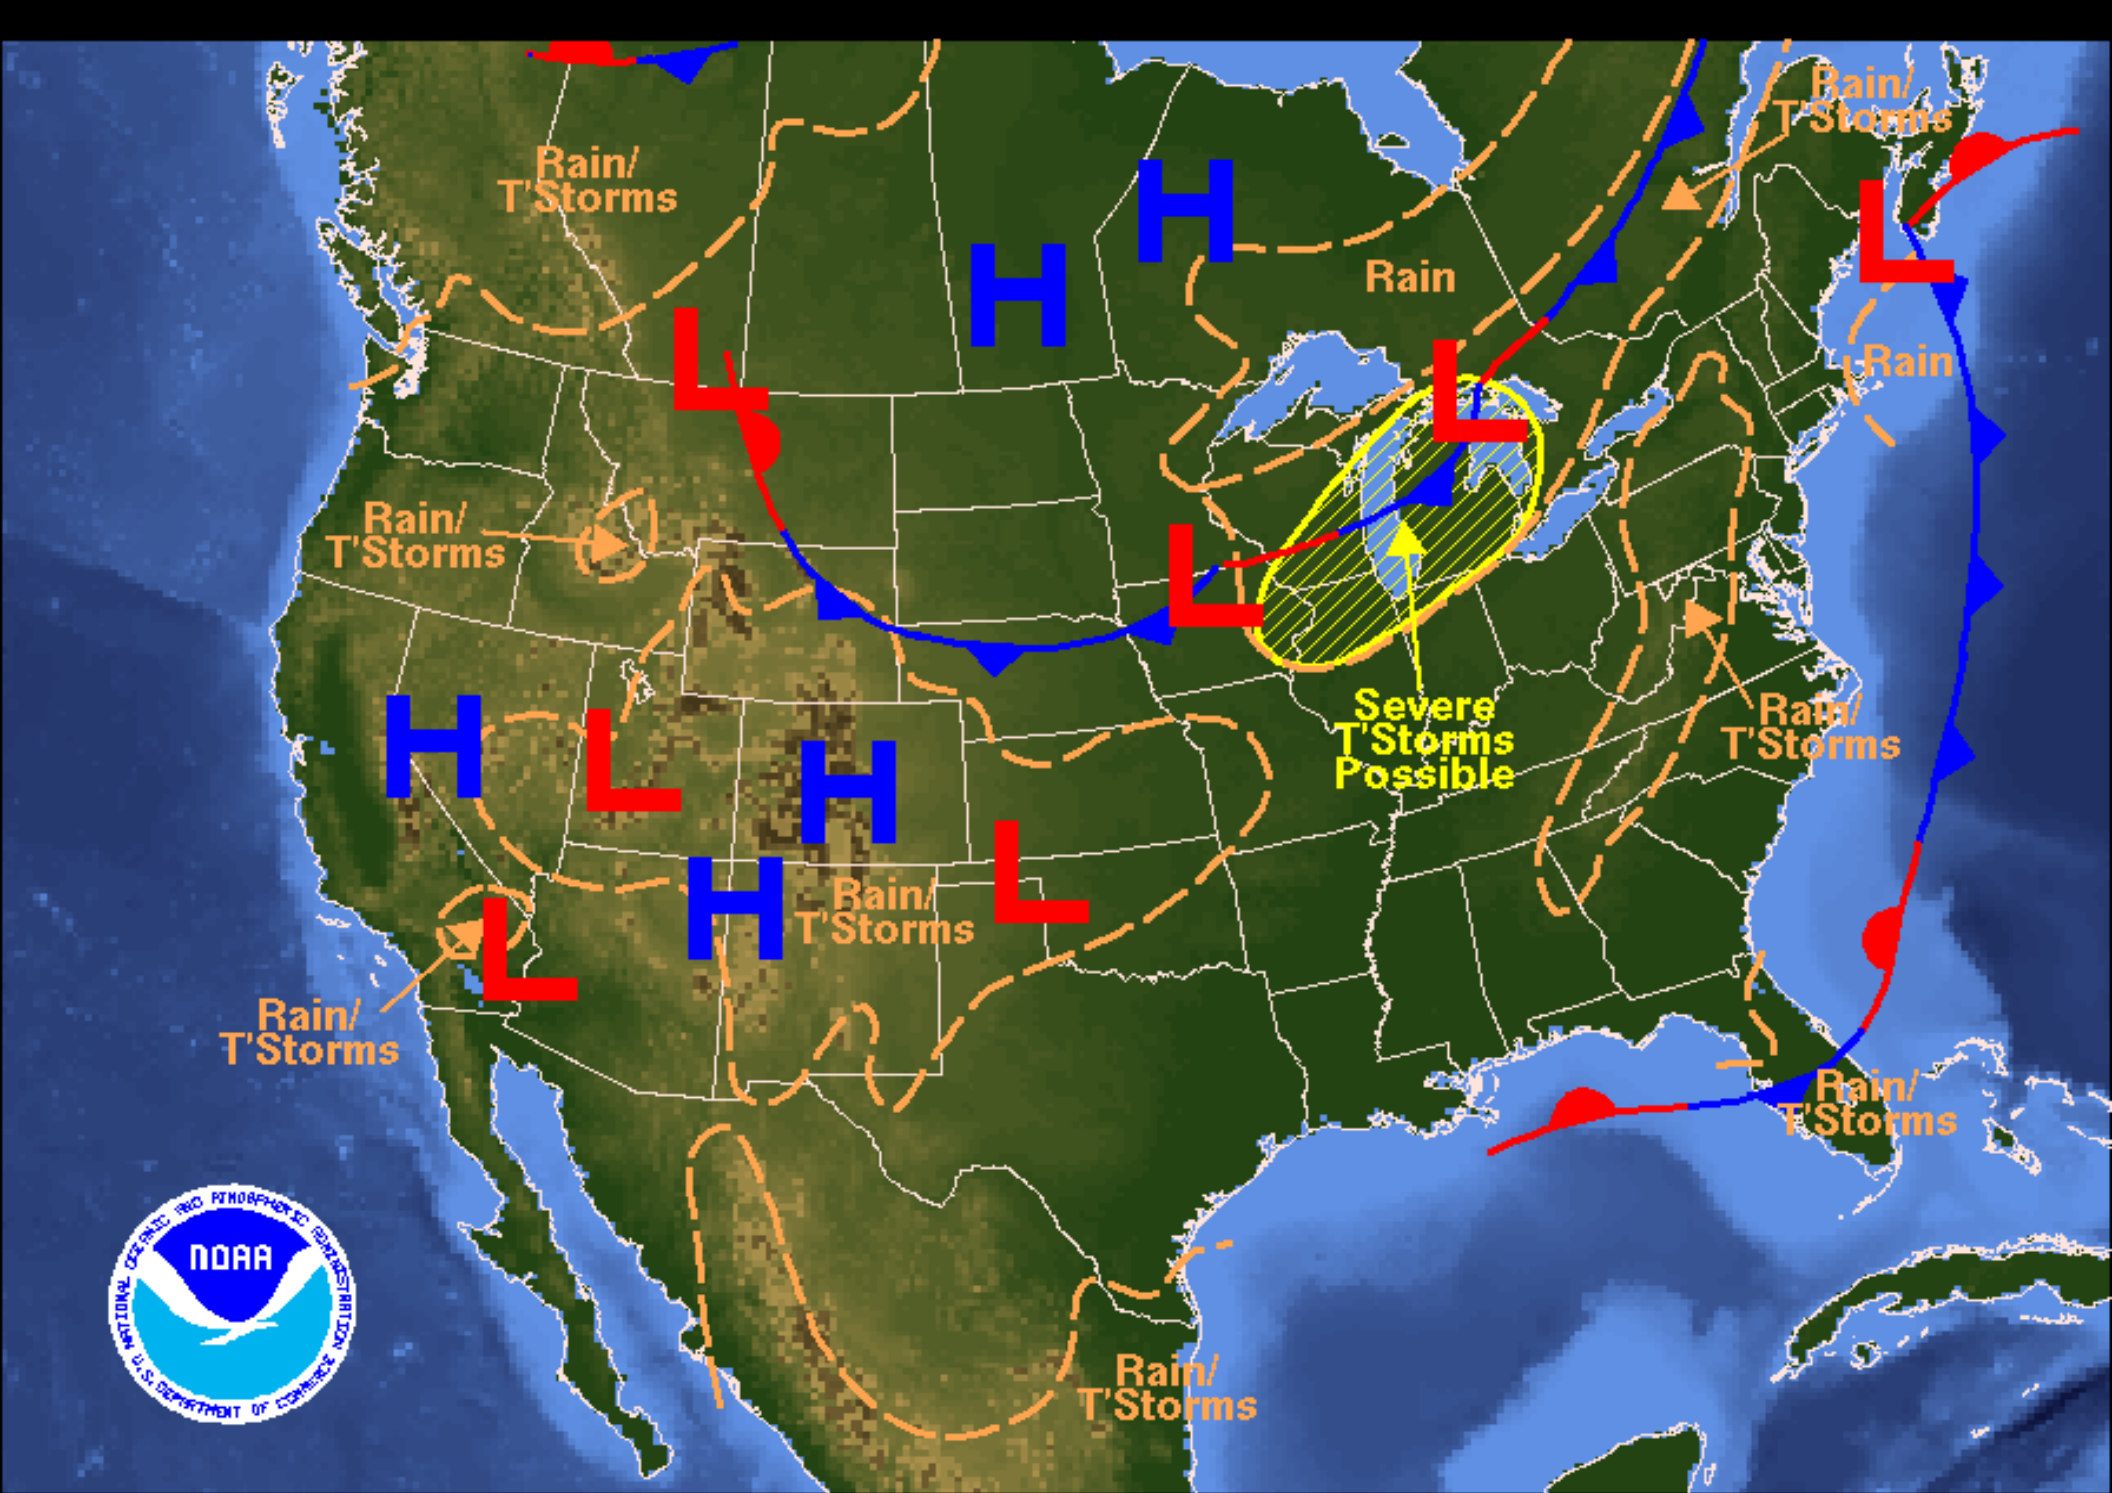 Rain/
T'Storms
H
Rain/
T'Storms
H
L
Rain
H
L
L
Rain
Rain/
T'Storms
L
Severe
T'Storms
Possible
Rain/
T'Storms
H
L
H
L
H
Rain/
T'Storms
L
Rain/
T'Storms
Rain/
T'Storms
NATIONAL OCEANIC AND ATMOSPHERIC ADMINISTRATION
NOAA
U.S. DEPARTMENT OF COMMERCE
Rain/
T'Storms